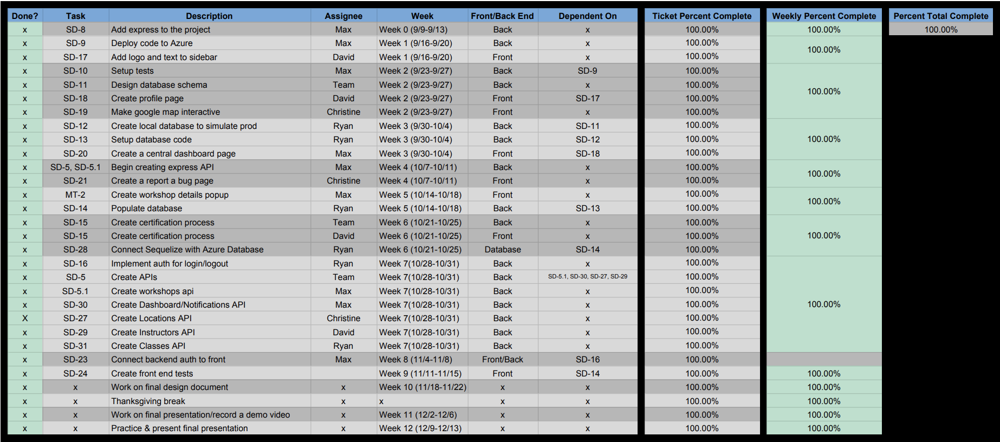 Done? Task Description Assignee Week Front/Back End Dependent On Ticket Percent Complete Weekly Percent Complete Percent Total Complete
x SD-8 Add express to the project Max Week 0 (9/9-9/13) Back x 100.00% 100.00% 100.00%
x SD-9 Deploy code to Azure Max Week 1 (9/16-9/20) Back x 100.00%
100.00%
x SD-17 Add logo and text to sidebar David Week 1 (9/16-9/20) Front x 100.00%
x SD-10 Setup tests Max Week 2 (9/23-9/27) Back SD-9 100.00%
x SD-11 Design database schema Team Week 2 (9/23-9/27) Back x 100.00%
100.00%
x SD-18 Create profile page David Week 2 (9/23-9/27) Front SD-17 100.00%
x SD-19 Make google map interactive Christine Week 2 (9/23-9/27) Front x 100.00%
x SD-12 Create local database to simulate prod Ryan Week 3 (9/30-10/4) Back SD-11 100.00%
x SD-13 Setup database code Ryan Week 3 (9/30-10/4) Back SD-12 100.00% 100.00%
x SD-20 Create a central dashboard page Max Week 3 (9/30-10/4) Front SD-18 100.00%
x SD-5, SD-5.1 Begin creating express API Max Week 4 (10/7-10/11) Back x 100.00%
100.00%
x SD-21 Create a report a bug page Christine Week 4 (10/7-10/11) Front x 100.00%
x MT-2 Create workshop details popup Max Week 5 (10/14-10/18) Front x 100.00%
100.00%
x SD-14 Populate database Ryan Week 5 (10/14-10/18) Back SD-13 100.00%
x SD-15 Create certification process Team Week 6 (10/21-10/25) Back x 100.00%
x SD-15 Create certification process David Week 6 (10/21-10/25) Front x 100.00% 100.00%
x SD-28 Connect Sequelize with Azure Database Ryan Week 6 (10/21-10/25) Database SD-14 100.00%
x SD-16 Implement auth for login/logout Ryan Week 7(10/28-10/31) Back x 100.00%
x SD-5 Create APIs Team Week 7(10/28-10/31) Back SD-5.1, SD-30, SD-27, SD-29 100.00%
x SD-5.1 Create workshops api Max Week 7(10/28-10/31) Back x 100.00%
x SD-30 Create Dashboard/Notifications API Max Week 7(10/28-10/31) Back x 100.00% 100.00%
X SD-27 Create Locations API Christine Week 7(10/28-10/31) Back x 100.00%
x SD-29 Create Instructors API David Week 7(10/28-10/31) Back x 100.00%
x SD-31 Create Classes API Ryan Week 7(10/28-10/31) Back x 100.00%
x SD-23 Connect backend auth to front Max Week 8 (11/4-11/8) Front/Back SD-16 100.00%
x SD-24 Create front end tests Week 9 (11/11-11/15) Front SD-14 100.00% 100.00%
x x Work on final design document x Week 10 (11/18-11/22) x x 100.00% 100.00%
x x Thanksgiving break x x x x 100.00% 100.00%
x x Work on final presentation/record a demo video x Week 11 (12/2-12/6) x x 100.00% 100.00%
x x Practice & present final presentation x Week 12 (12/9-12/13) x x 100.00% 100.00%